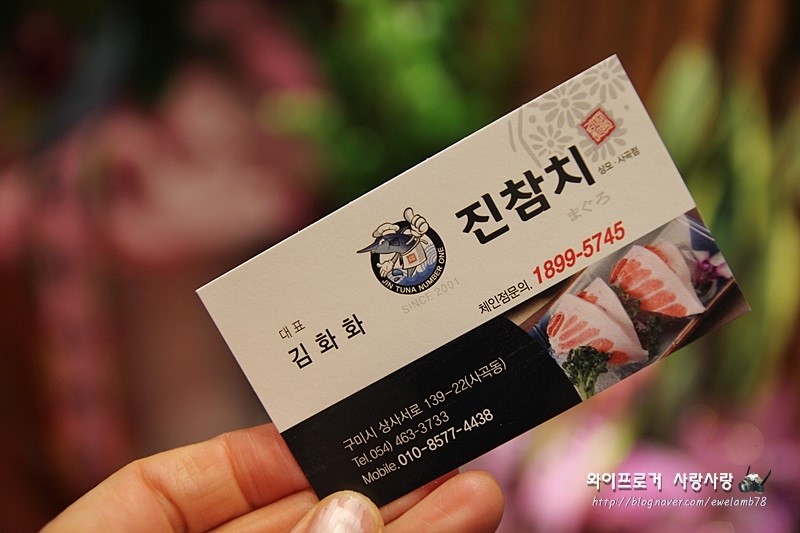 진참치
상모·사곡점
まぐろ
JIN TUNA NUMBER ONE
SINCE 2001
체인점문의. 1899-5745
대표
김화화
구미시 상사서로 139-22(사곡동)
Tel.054) 463-3733
Mobile.010-8577-4438
와이프로거 사랑사랑
http://blog.naver.com/ewelamb78